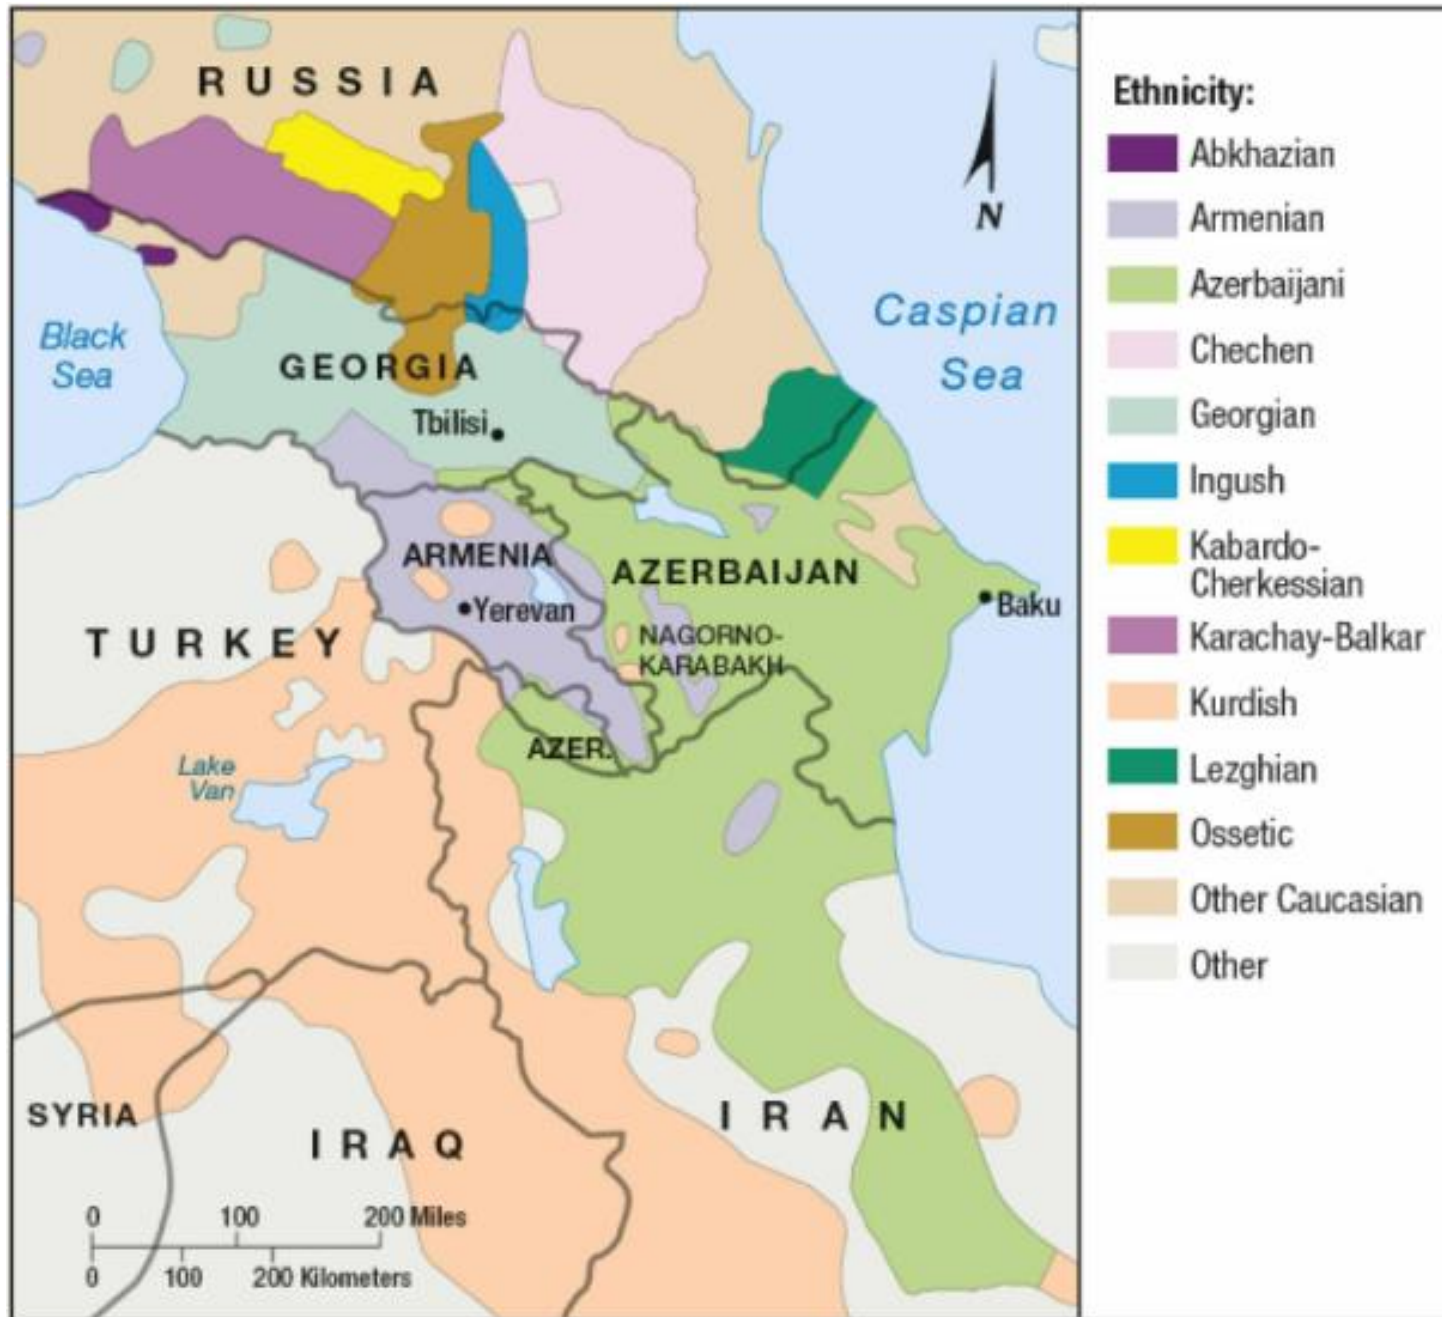 RUSSIA
Black
Sea
GEORGIA
Tbilisi
Caspian
Sea
N
ARMENIA
Yerevan
AZERBAIJAN
Baku
NAGORNO-
KARABAKH
TURKEY
AZER.
Lake
Van
SYRIA
IRAQ
IRAN
0 100 200 Miles
0 100 200 Kilometers
Ethnicity:
Abkhazian
Armenian
Azerbaijani
Chechen
Georgian
Ingush
Kabardo-
Cherkessian
Karachay-Balkar
Kurdish
Lezghian
Ossetic
Other Caucasian
Other